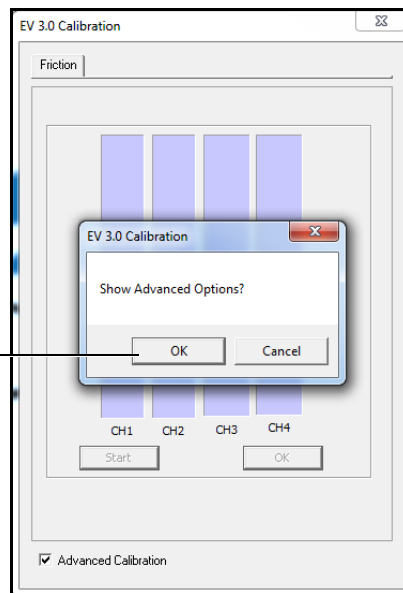 EV 3.0 Calibration
Friction
EV 3.0 Calibration
Show Advanced Options?
OK Cancel
CH1 CH2 CH3 CH4
Start OK
Advanced Calibration